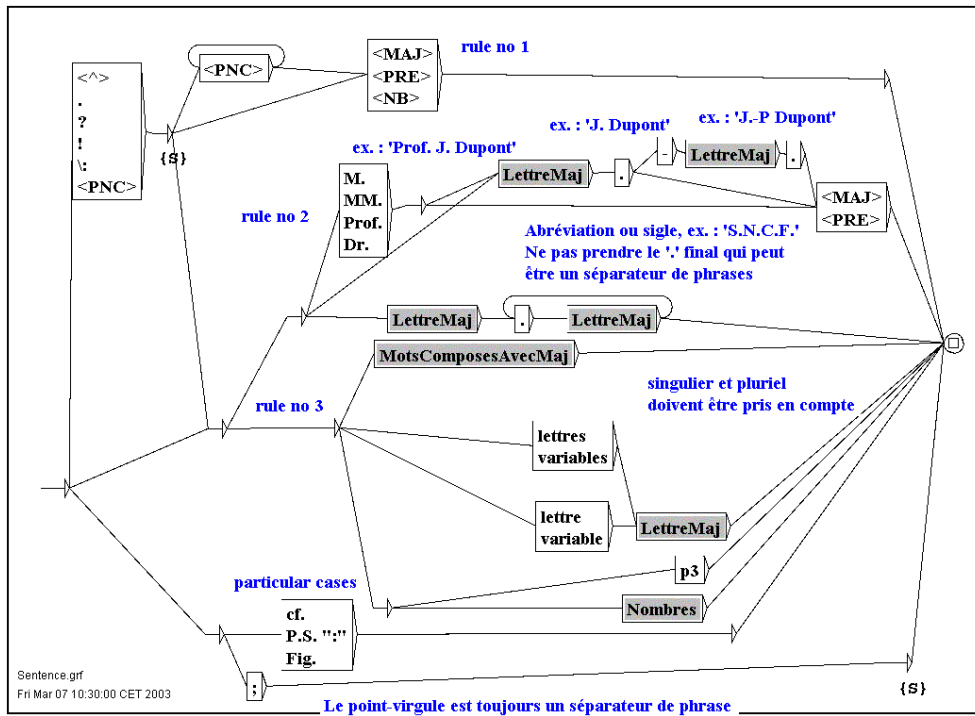 rule no 1
<^>
.
?
!
\:
<PNC>
{S}
<PNC>
<MAJ>
<PRE>
<NB>
ex. : 'Prof. J. Dupont'
ex. : 'J. Dupont'
ex. : 'J.-P Dupont'
rule no 2
M.
MM.
Prof.
Dr.
LettreMaj
.
-
LettreMaj
.
<MAJ>
<PRE>
Abréviation ou sigle, ex. : 'S.N.C.F.'
Ne pas prendre le '.' final qui peut
être un séparateur de phrases
LettreMaj
.
LettreMaj
MotsComposesAvecMaj
rule no 3
singulier et pluriel
doivent être pris en compte
lettres
variables
lettre
variable
LettreMaj
p3
Nombres
particular cases
cf.
P.S. ":"
Fig.
;
{S}
Sentence.grf
Fri Mar 07 10:30:00 CET 2003
Le point-virgule est toujours un séparateur de phrase